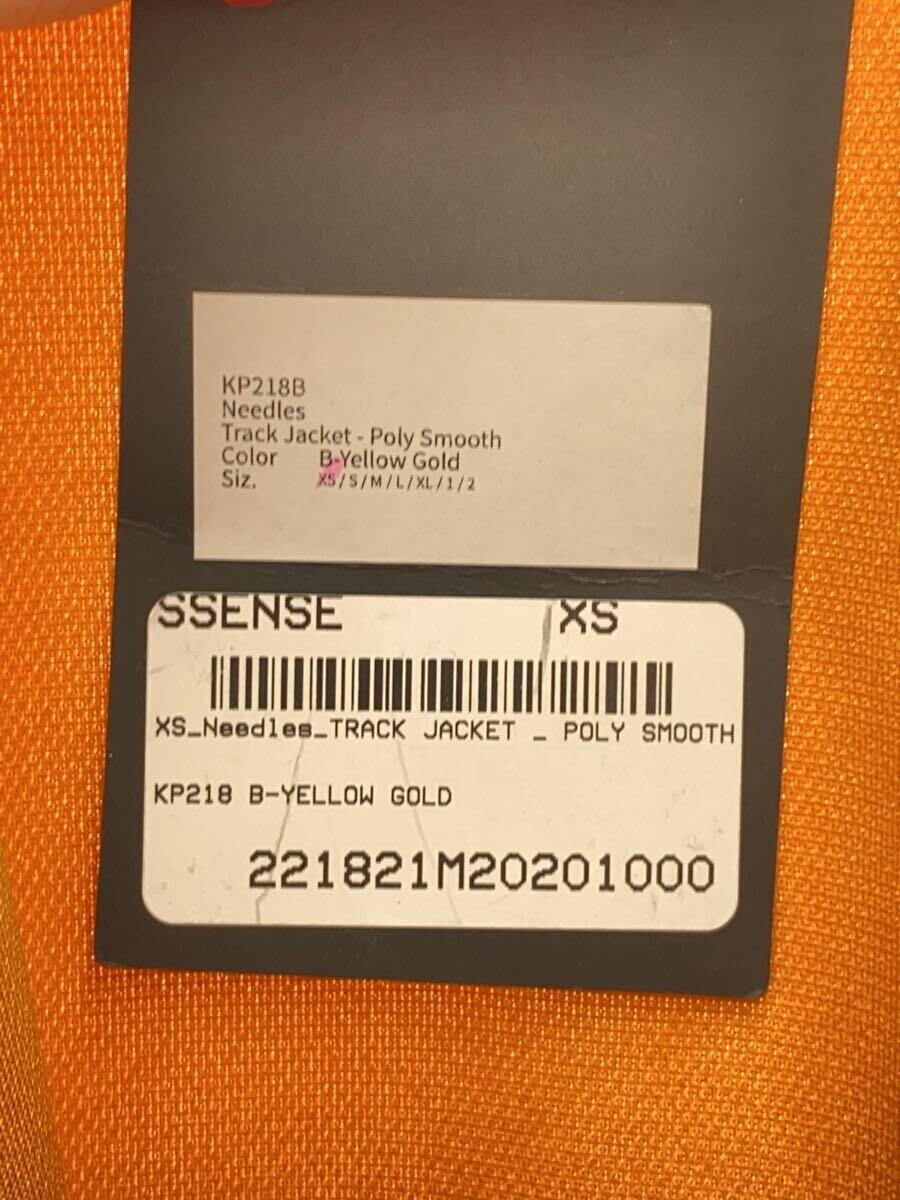 KP218B
Needles
Track Jacket - Poly Smooth
Color B-Yellow Gold
Siz. XS/S/M/L/XL/1/2
SSENSE XS
XS_Needles_TRACK JACKET _ POLY SMOOTH
KP218 B-YELLOW GOLD
221821M20201000